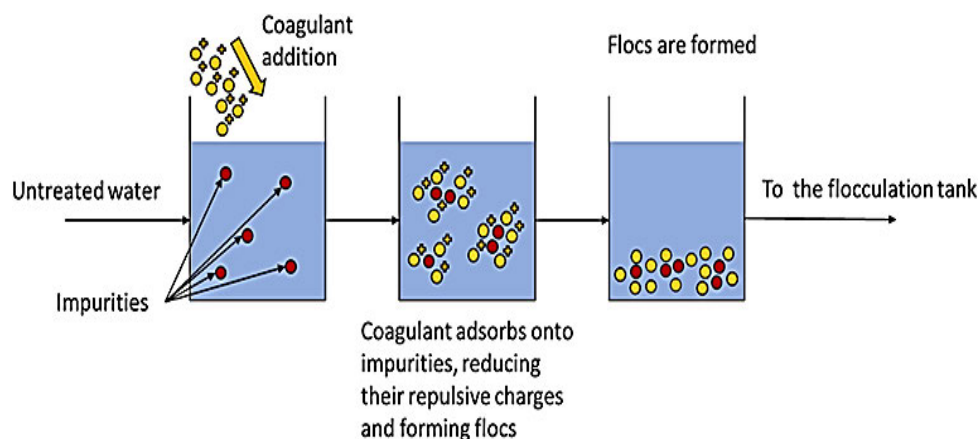 Coagulant
addition
Flocs are formed
Untreated water
To the flocculation tank
Impurities
Coagulant adsorbs onto
impurities, reducing
their repulsive charges
and forming flocs